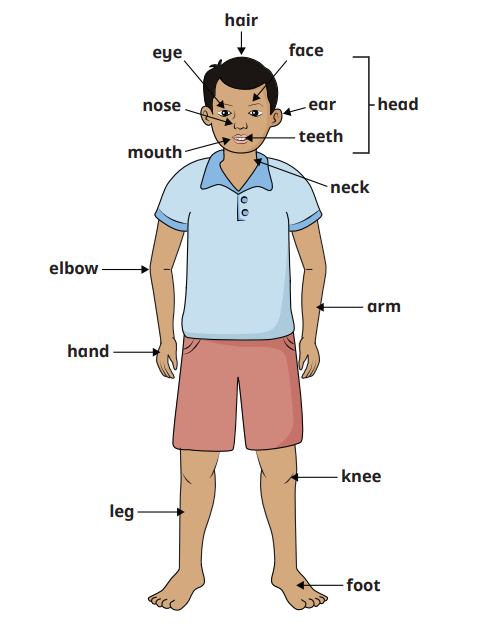 hair
eye
face
nose
ear
head
teeth
mouth
neck
elbow
arm
hand
knee
leg
foot